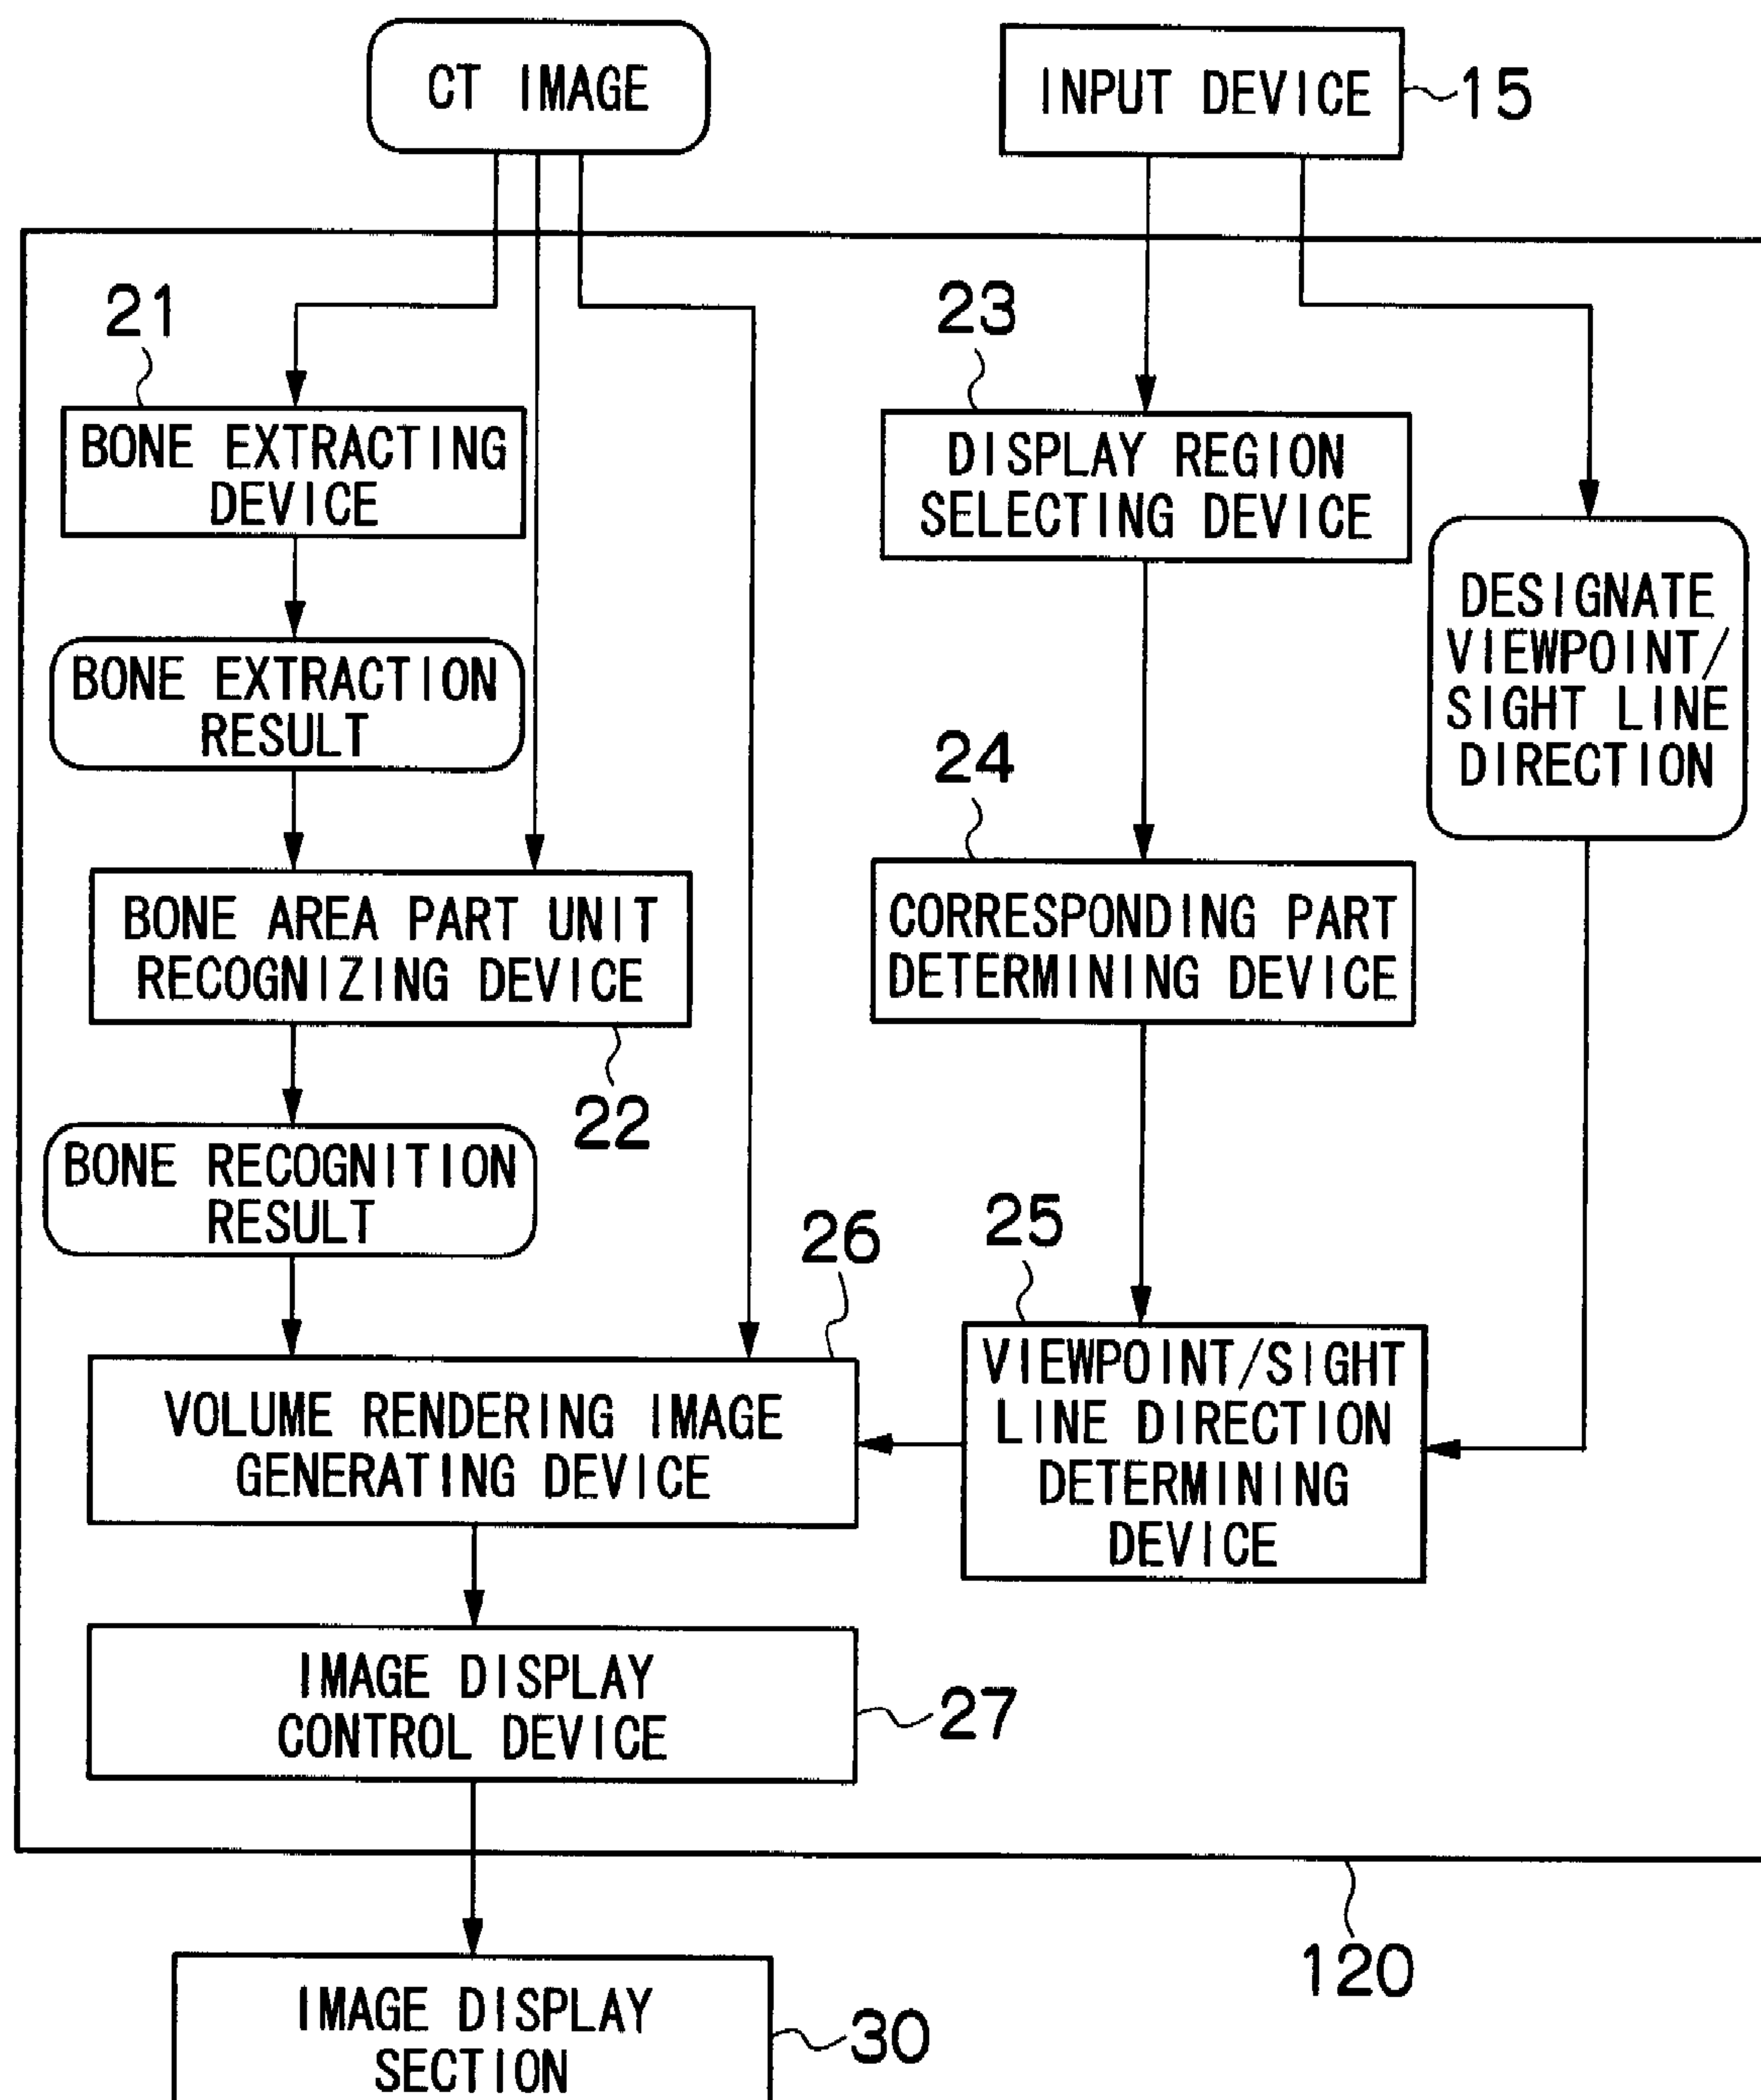 CT IMAGE
INPUT DEVICE
15
21
23
BONE EXTRACTING
DEVICE
DISPLAY REGION
SELECTING DEVICE
DESIGNATE
VIEWPOINT/
SIGHT LINE
DIRECTION
BONE EXTRACTION
RESULT
24
BONE AREA PART UNIT
RECOGNIZING DEVICE
22
CORRESPONDING PART
DETERMINING DEVICE
BONE RECOGNITION
RESULT
26
25
VOLUME RENDERING IMAGE
GENERATING DEVICE
VIEWPOINT/SIGHT
LINE DIRECTION
DETERMINING
DEVICE
IMAGE DISPLAY
CONTROL DEVICE
27
120
IMAGE DISPLAY
SECTION
30